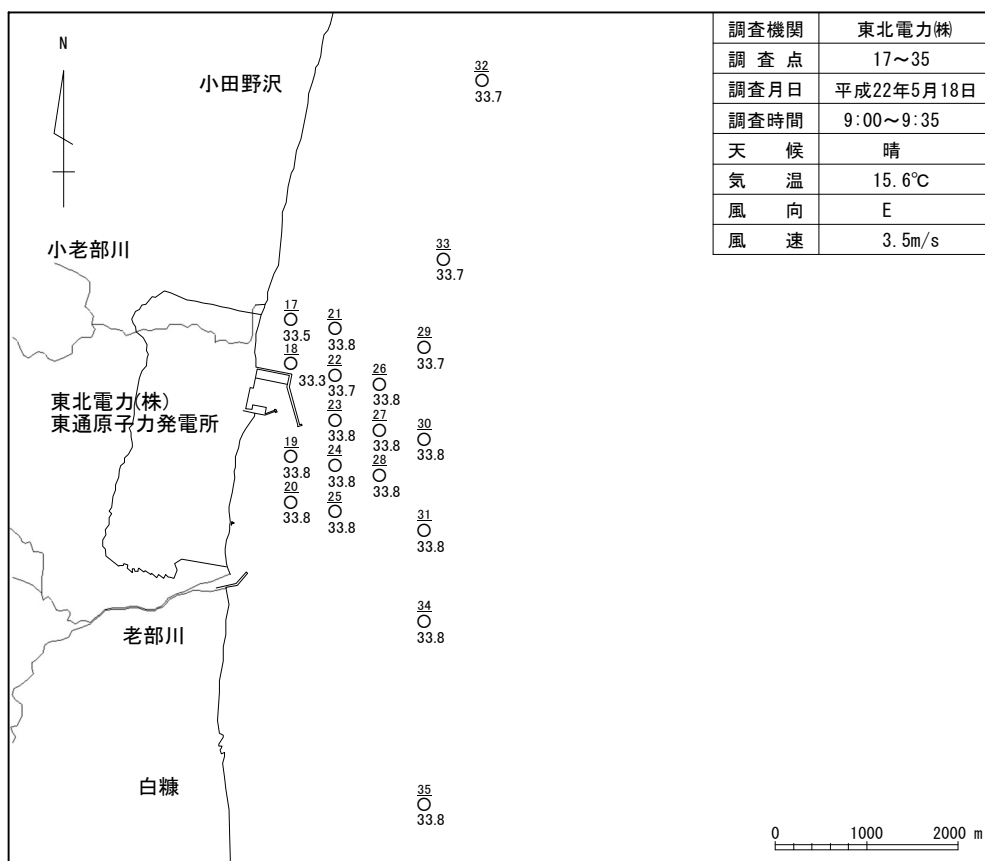 調査機関 東北電力㈱
調査点 17～35
調査月日 平成22年5月18日
調査時間 9:00～9:35
天候 晴
気温 15.6℃
風向 E
風速 3.5m/s
N
小田野沢
32
33.7
小老部川
33
33.7
17
33.5
21
33.8
29
33.7
18
33.3
22
33.7
26
33.8
東北電力(株)
東通原子力発電所
23
33.8
27
33.8
30
33.8
19
33.8
24
33.8
28
33.8
20
33.8
25
33.8
31
33.8
34
33.8
老部川
白糠
35
33.8
0 1000 2000 m